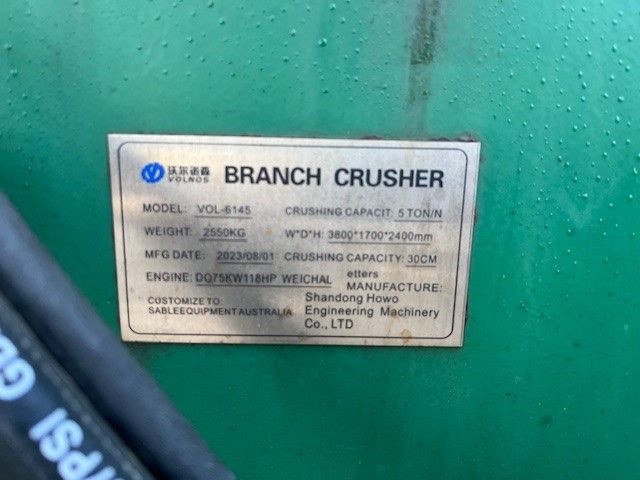 沃尔诺森
VOLNOS
BRANCH CRUSHER
MODEL: VOL-6145 CRUSHING CAPACIT: 5 TON/N
WEIGHT: 2550KG W*D*H: 3800*1700*2400mm
MFG DATE: 2023/08/01 CRUSHING CAPACITY: 30CM
ENGINE: DQ75KW118HP WEICHAI etters
MANUFACTURE:
CUSTOMIZE TO:
SABLEEQUIPMENTAUSTRALIA
Shandong Howo
Engineering Machinery
Co., LTD
/PSI